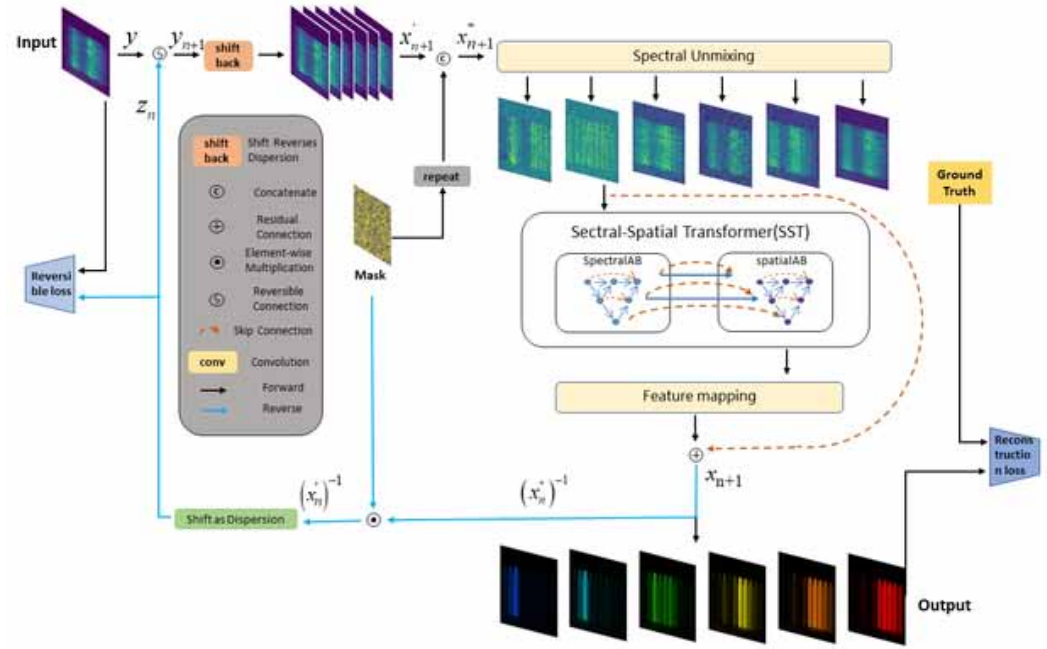 Input
y
y_{n+1}
shift
back
x'_{n+1}
x''_{n+1}
Spectral Unmixing
z_n
shift
back
Shift Reverses
Dispersion
Concatenate
Residual
Connection
Element-wise
Multiplication
Reversible
Connection
Skip Connection
conv
Convolution
Forward
Reverse
repeat
Mask
Ground
Truth
Reversi
ble loss
Sectral-Spatial Transformer(SST)
SpectralAB
spatialAB
Feature mapping
x_{n+1}
Recons
tructio
n loss
Shift as Dispersion
(x'_n)^{-1}
(x''_n)^{-1}
Output